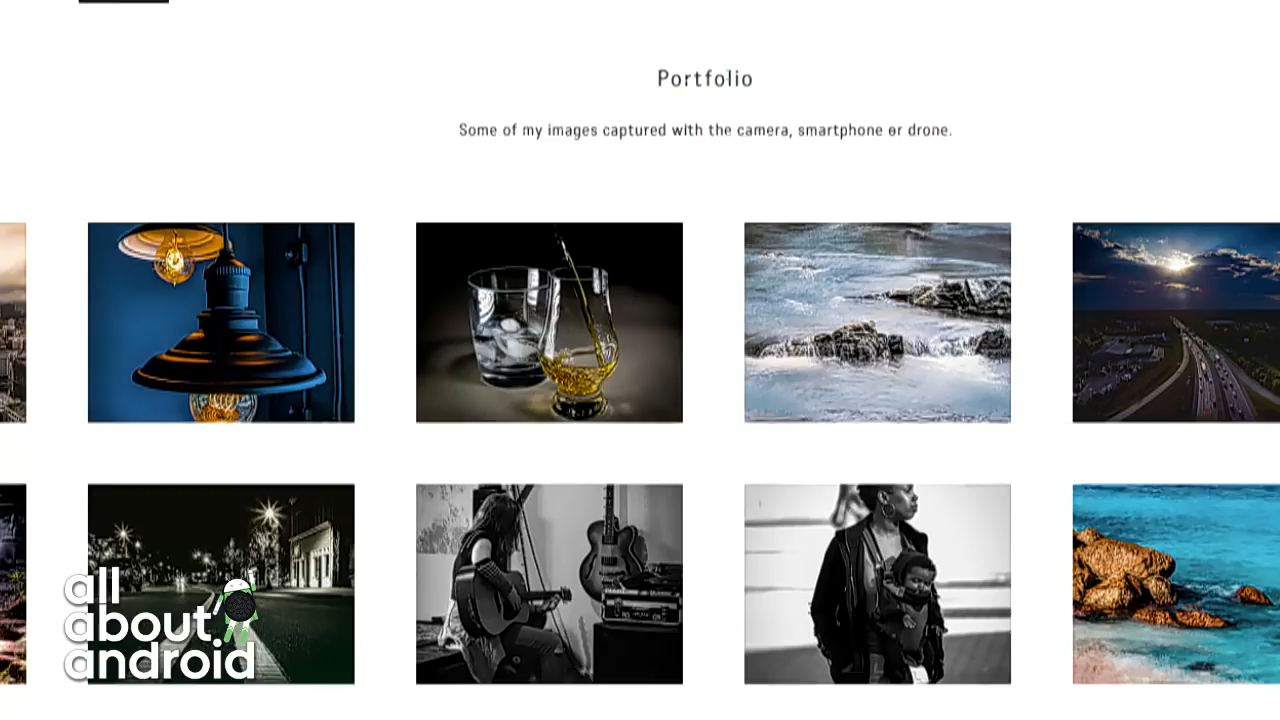 Portfolio
Some of my images captured with the camera, smartphone or drone.
all
about
android